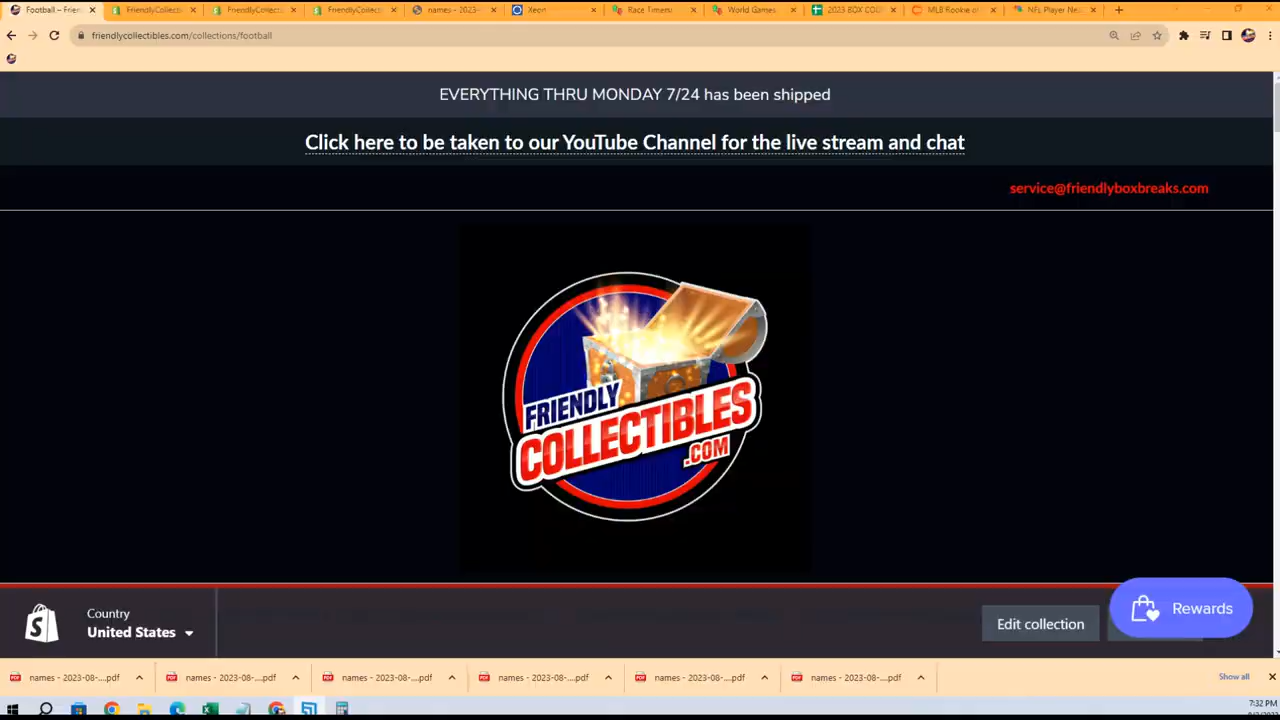 Football – Frien
FriendlyCollecti
FriendlyCollecti
FriendlyCollecti
names - 2023-0
Xeon
Race Timer
World Games
2023 BOX COU
MLB Rookie o
NFL Player Ne
friendlycollectibles.com/collections/football
EVERYTHING THRU MONDAY 7/24 has been shipped
Click here to be taken to our YouTube Channel for the live stream and chat
service@friendlyboxbreaks.com
FRIENDLY
COLLECTIBLES
.COM
Country
United States
Edit collection
Rewards
names - 2023-08-....pdf
names - 2023-08-....pdf
names - 2023-08-....pdf
names - 2023-08-....pdf
names - 2023-08-....pdf
names - 2023-08-....pdf
Show all
7:32 PM